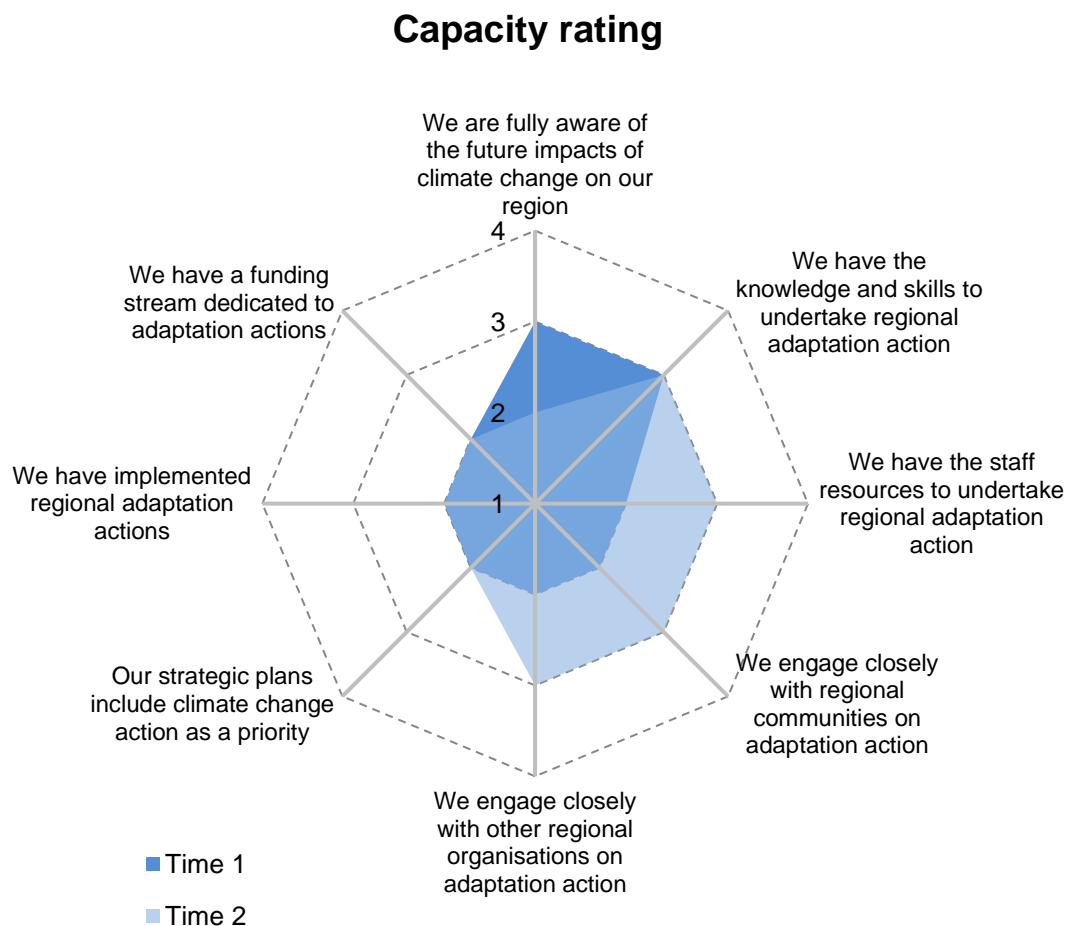 Capacity rating
We are fully aware of
the future impacts of
climate change on our
region
4
3
2
1
We have the
knowledge and skills to
undertake regional
adaptation action
We have the staff
resources to undertake
regional adaptation
action
We engage closely
with regional
communities on
adaptation action
We engage closely
with other regional
organisations on
adaptation action
Our strategic plans
include climate change
action as a priority
We have implemented
regional adaptation
actions
We have a funding
stream dedicated to
adaptation actions
Time 1
Time 2